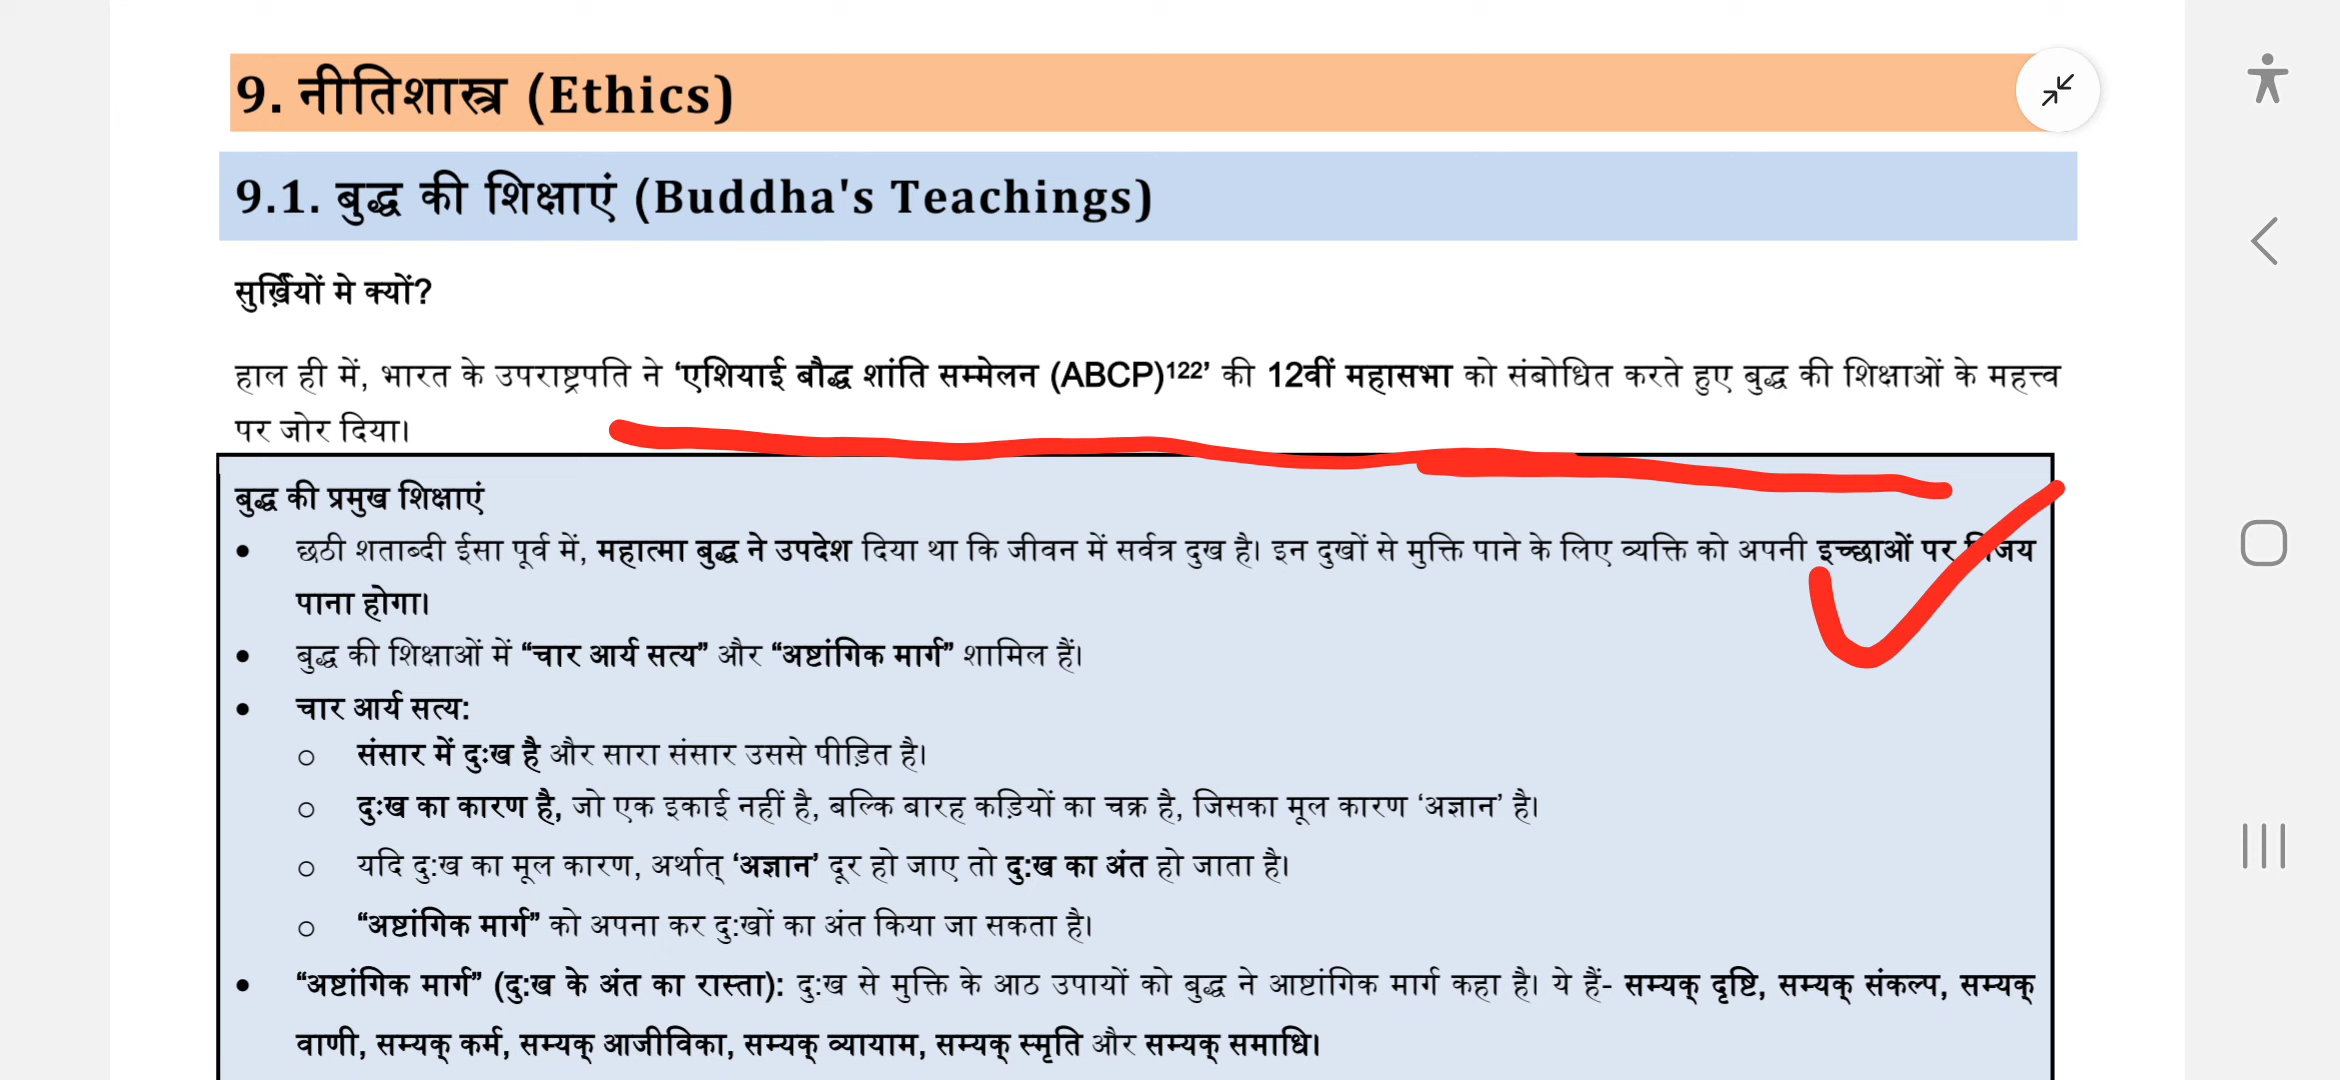 9. नीतिशास्त्र (Ethics)
9.1. बुद्ध की शिक्षाएं (Buddha's Teachings)
सुर्ख़ियों मे क्यों?
हाल ही में, भारत के उपराष्ट्रपति ने ‘एशियाई बौद्ध शांति सम्मेलन (ABCP)¹²²’ की 12वीं महासभा को संबोधित करते हुए बुद्ध की शिक्षाओं के महत्त्व
पर जोर दिया।
बुद्ध की प्रमुख शिक्षाएं
• छठी शताब्दी ईसा पूर्व में, महात्मा बुद्ध ने उपदेश दिया था कि जीवन में सर्वत्र दुख है। इन दुखों से मुक्ति पाने के लिए व्यक्ति को अपनी इच्छाओं पर विजय
पाना होगा।
• बुद्ध की शिक्षाओं में “चार आर्य सत्य” और “अष्टांगिक मार्ग” शामिल हैं।
• चार आर्य सत्य:
o संसार में दुःख है और सारा संसार उससे पीड़ित है।
o दुःख का कारण है, जो एक इकाई नहीं है, बल्कि बारह कड़ियों का चक्र है, जिसका मूल कारण ‘अज्ञान’ है।
o यदि दु:ख का मूल कारण, अर्थात् ‘अज्ञान’ दूर हो जाए तो दु:ख का अंत हो जाता है।
o “अष्टांगिक मार्ग” को अपना कर दु:खों का अंत किया जा सकता है।
• “अष्टांगिक मार्ग” (दु:ख के अंत का रास्ता): दु:ख से मुक्ति के आठ उपायों को बुद्ध ने आष्टांगिक मार्ग कहा है। ये हैं- सम्यक् दृष्टि, सम्यक् संकल्प, सम्यक्
वाणी, सम्यक् कर्म, सम्यक् आजीविका, सम्यक् व्यायाम, सम्यक् स्मृति और सम्यक् समाधि।